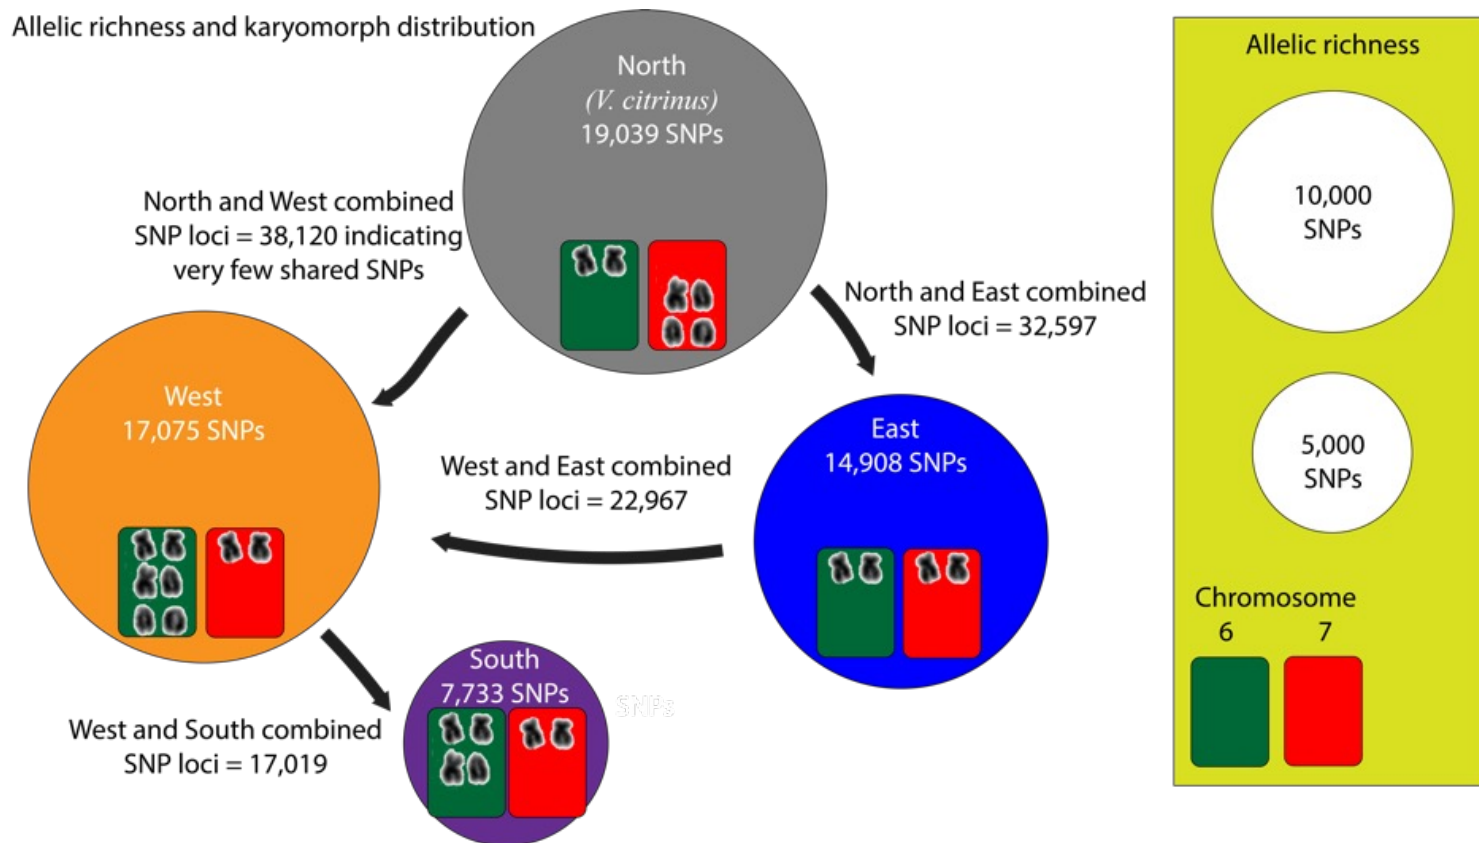 Allelic richness and karyomorph distribution
North
(V. citrinus)
19,039 SNPs
North and West combined
SNP loci = 38,120 indicating
very few shared SNPs
North and East combined
SNP loci = 32,597
West
17,075 SNPs
East
14,908 SNPs
West and East combined
SNP loci = 22,967
South
7,733 SNPs
SNPs
West and South combined
SNP loci = 17,019
Allelic richness
10,000
SNPs
5,000
SNPs
Chromosome
6 7